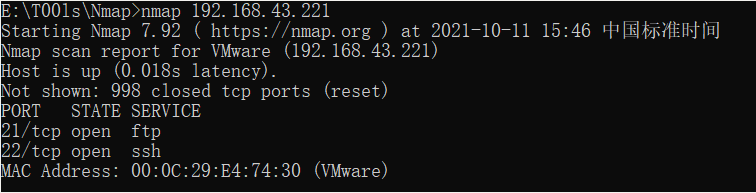 E:\T00ls\Nmap>nmap 192.168.43.221
Starting Nmap 7.92 ( https://nmap.org ) at 2021-10-11 15:46 中国标准时间
Nmap scan report for VMware (192.168.43.221)
Host is up (0.018s latency).
Not shown: 998 closed tcp ports (reset)
PORT   STATE SERVICE
21/tcp open  ftp
22/tcp open  ssh
MAC Address: 00:0C:29:E4:74:30 (VMware)